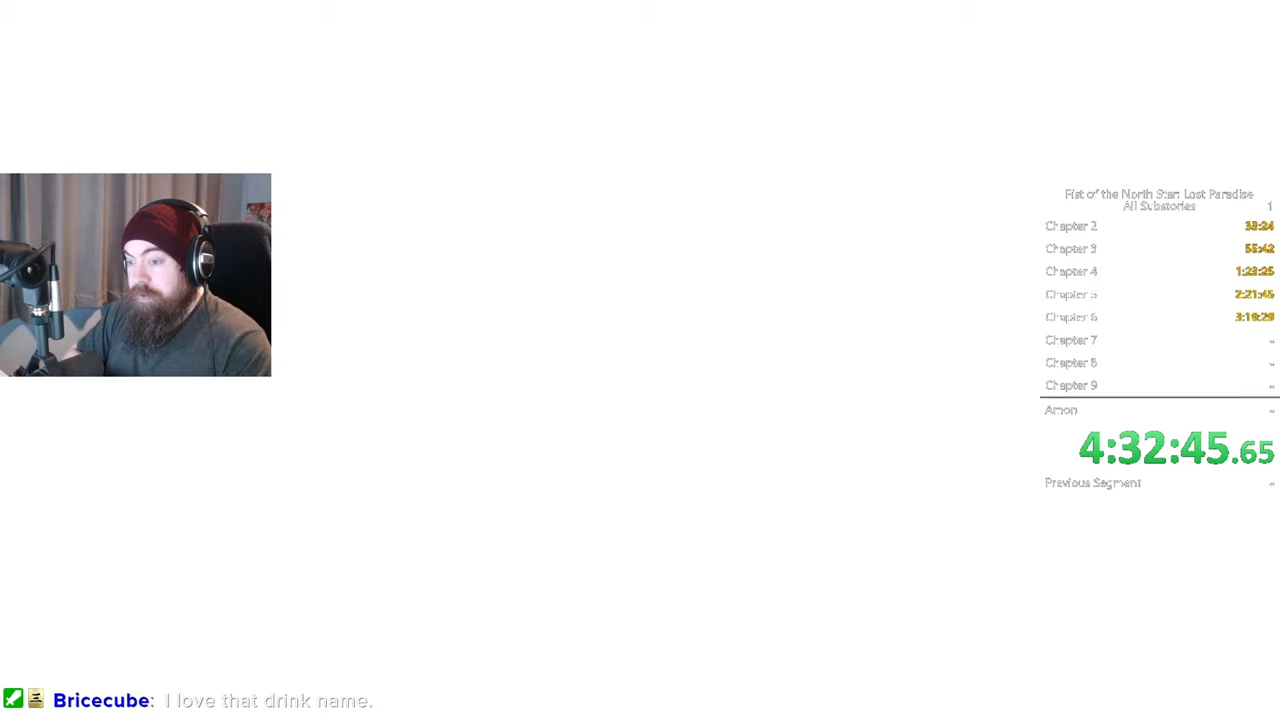 Fist of the North Star: Lost Paradise
All Substories 1
Chapter 2 33:24
Chapter 3 55:42
Chapter 4 1:23:25
Chapter 5 2:21:45
Chapter 6 3:16:29
Chapter 7 -
Chapter 8 -
Chapter 9 -
Amon -
4:32:45.65
Previous Segment -
Bricecube: I love that drink name.